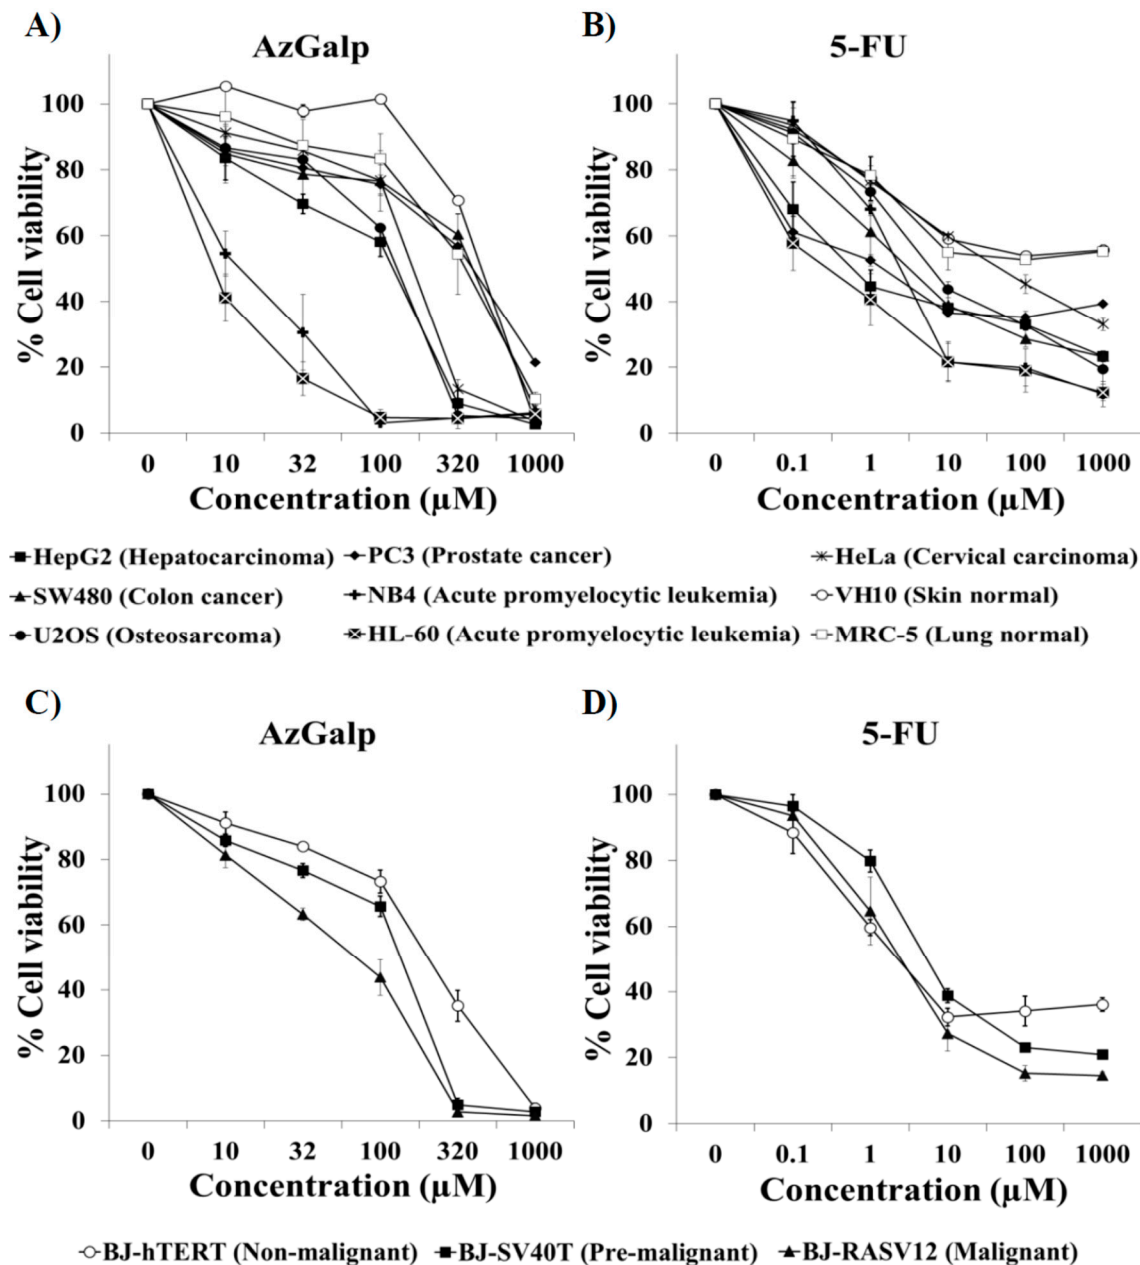 A)
AzGalp
% Cell viability
100
80
60
40
20
0
0 10 32 100 320 1000
Concentration (µM)
B)
5-FU
% Cell viability
100
80
60
40
20
0
0 0.1 1 10 100 1000
Concentration (µM)
HepG2 (Hepatocarcinoma) PC3 (Prostate cancer) HeLa (Cervical carcinoma)
SW480 (Colon cancer) NB4 (Acute promyelocytic leukemia) VH10 (Skin normal)
U2OS (Osteosarcoma) HL-60 (Acute promyelocytic leukemia) MRC-5 (Lung normal)
C)
AzGalp
% Cell viability
100
80
60
40
20
0
0 10 32 100 320 1000
Concentration (µM)
D)
5-FU
% Cell viability
100
80
60
40
20
0
0 0.1 1 10 100 1000
Concentration (µM)
BJ-hTERT (Non-malignant) BJ-SV40T (Pre-malignant) BJ-RASV12 (Malignant)